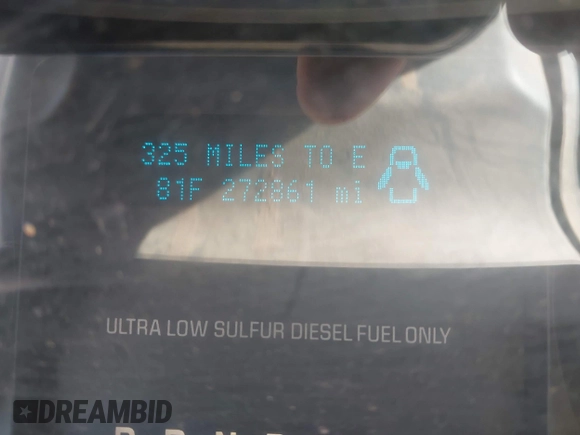 325 MILES TO E
81F 272861 mi
ULTRA LOW SULFUR DIESEL FUEL ONLY
DREAMBID